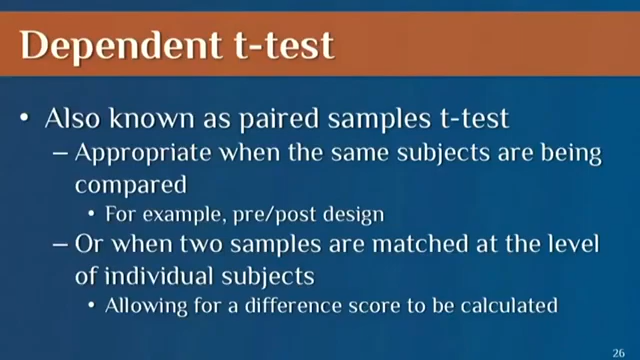 Dependent t-test
• Also known as paired samples t-test
– Appropriate when the same subjects are being
compared
• For example, pre/post design
– Or when two samples are matched at the level
of individual subjects
• Allowing for a difference score to be calculated
26